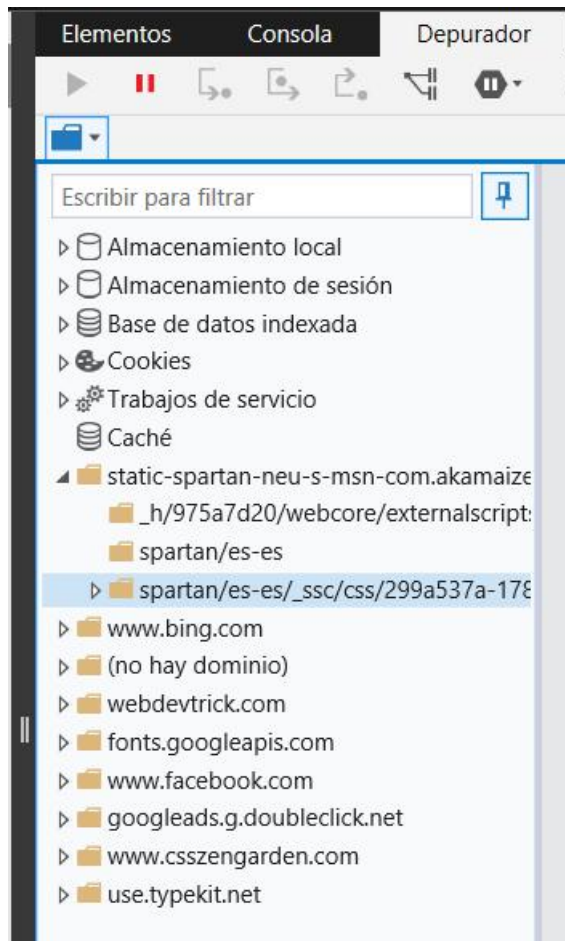 Elementos Consola Depurador
Escribir para filtrar
Almacenamiento local
Almacenamiento de sesión
Base de datos indexada
Cookies
Trabajos de servicio
Caché
static-spartan-neu-s-msn-com.akamaize
_h/975a7d20/webcore/externalscripts
spartan/es-es
spartan/es-es/_ssc/css/299a537a-178
www.bing.com
(no hay dominio)
webdevtrick.com
fonts.googleapis.com
www.facebook.com
googleads.g.doubleclick.net
www.csszengarden.com
use.typekit.net